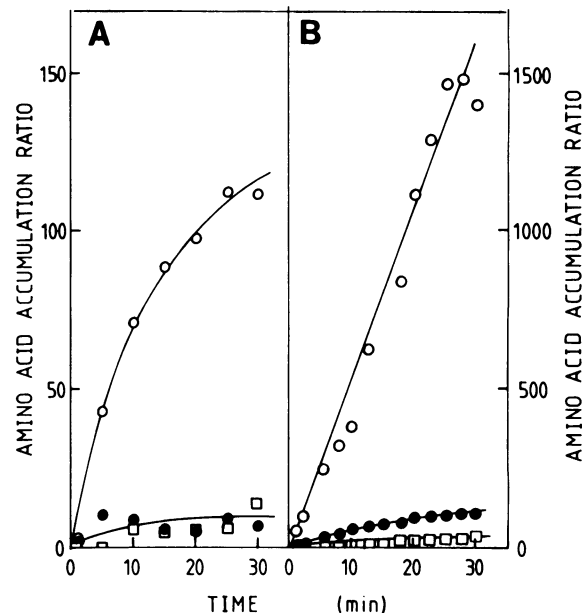 A B
150 1500
100 1000
50 500
0 0
0 10 20 30 0 10 20 30
TIME (min)
AMINO ACID ACCUMULATION RATIO
AMINO ACID ACCUMULATION RATIO